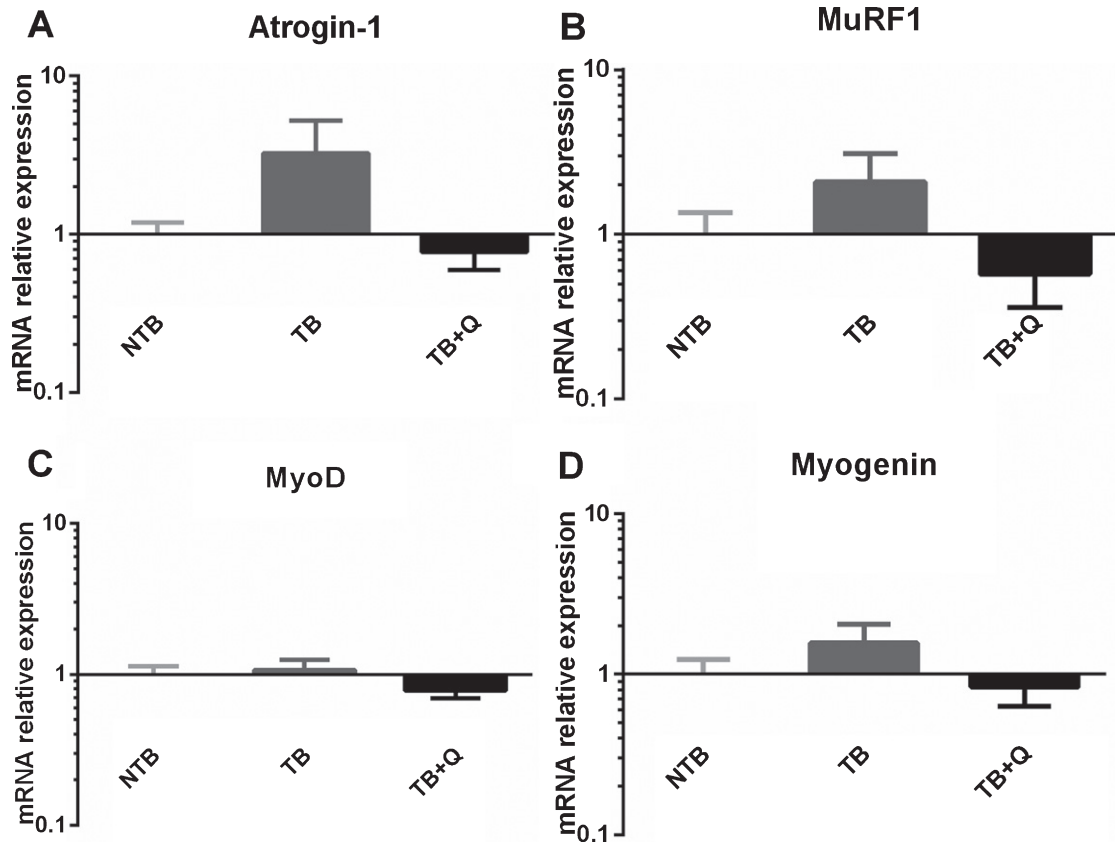 A
Atrogin-1
mRNA relative expression
10
1
0.1
NTB
TB
TB+Q
B
MuRF1
mRNA relative expression
10
1
0.1
NTB
TB
TB+Q
C
MyoD
mRNA relative expression
10
1
0.1
NTB
TB
TB+Q
D
Myogenin
mRNA relative expression
10
1
0.1
NTB
TB
TB+Q